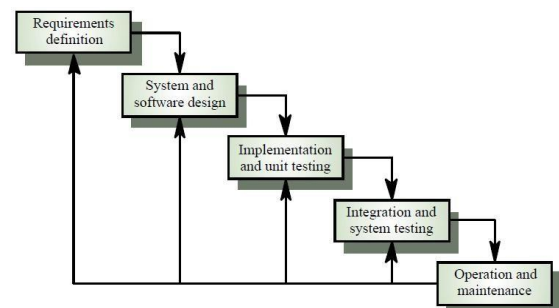 Requirements
definition
System and
software design
Implementation
and unit testing
Integration and
system testing
Operation and
maintenance